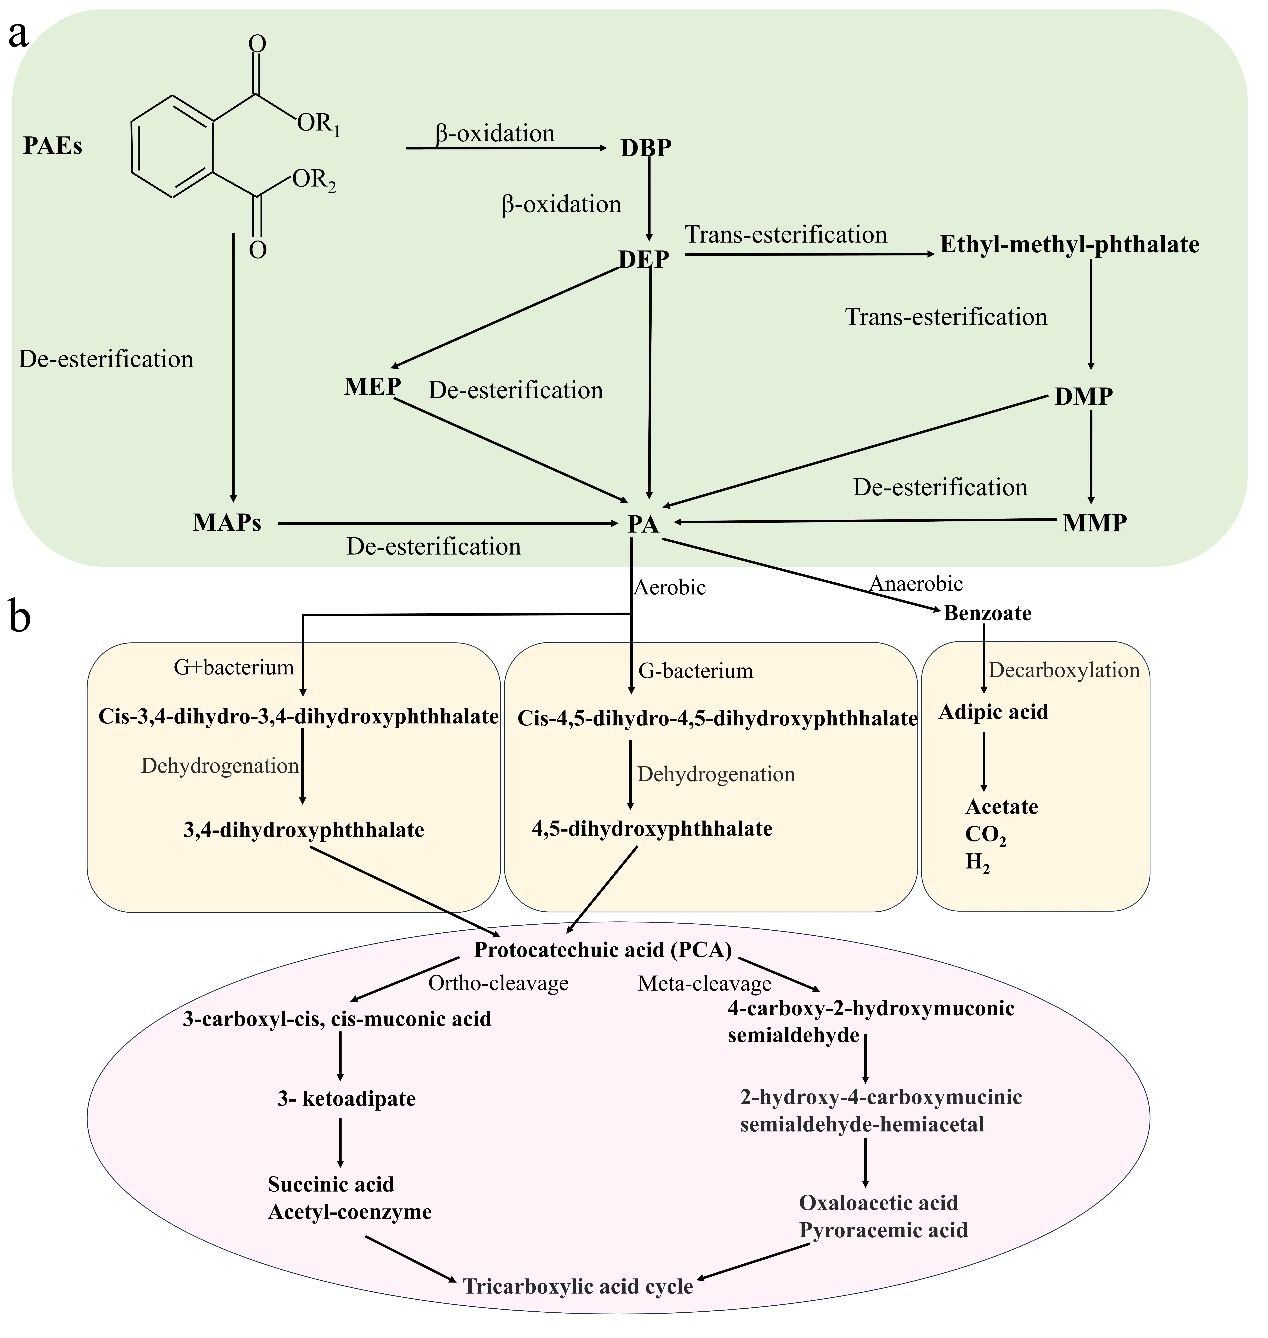 a
O
OR1
PAEs
β-oxidation
DBP
OR2
β-oxidation
O
Trans-esterification
Ethyl-methyl-phthalate
DEP
Trans-esterification
De-esterification
MEP
De-esterification
DMP
De-esterification
MAPs
PA
MMP
De-esterification
Aerobic
Anaerobic
b
Benzoate
G+bacterium
G-bacterium
Decarboxylation
Cis-3,4-dihydro-3,4-dihydroxyphthhalate
Cis-4,5-dihydro-4,5-dihydroxyphthhalate
Adipic acid
Dehydrogenation
Dehydrogenation
Acetate
CO2
H2
3,4-dihydroxyphthhalate
4,5-dihydroxyphthhalate
Protocatechuic acid (PCA)
Ortho-cleavage
Meta-cleavage
3-carboxyl-cis, cis-muconic acid
4-carboxy-2-hydroxymuconic
semialdehyde
3- ketoadipate
2-hydroxy-4-carboxymucinic
semialdehyde-hemiacetal
Succinic acid
Acetyl-coenzyme
Oxaloacetic acid
Pyroracemic acid
Tricarboxylic acid cycle